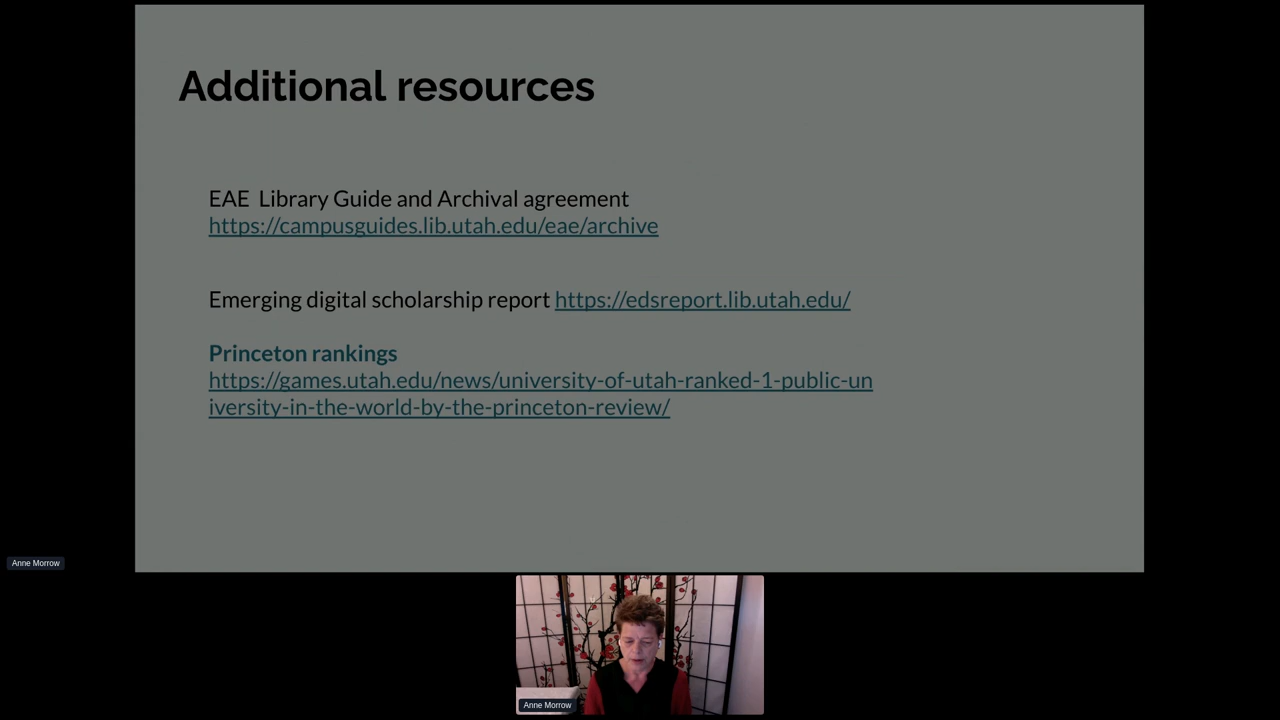 Additional resources
EAE Library Guide and Archival agreement
https://campusguides.lib.utah.edu/eae/archive
Emerging digital scholarship report https://edsreport.lib.utah.edu/
Princeton rankings
https://games.utah.edu/news/university-of-utah-ranked-1-public-un
iversity-in-the-world-by-the-princeton-review/
Anne Morrow
Anne Morrow